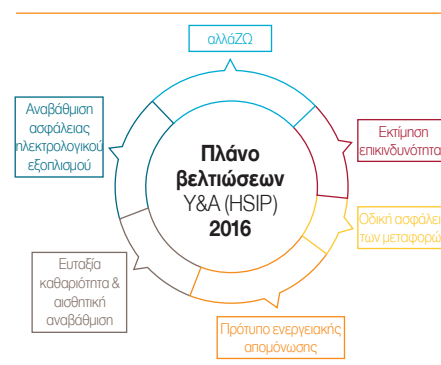 αλλάΖΩ
Αναβάθμιση
ασφάλειας
ηλεκτρολογικού
εξοπλισμού
Εκτίμηση
επικινδυνότητα
Πλάνο
βελτιώσεων
Υ&Α (HSIP)
2016
Οδική ασφάλει
των μεταφορώ
Ευταξία
καθαριότητα &
αισθητική
αναβάθμιση
Πρότυπο ενεργειακής
απομόνωσης